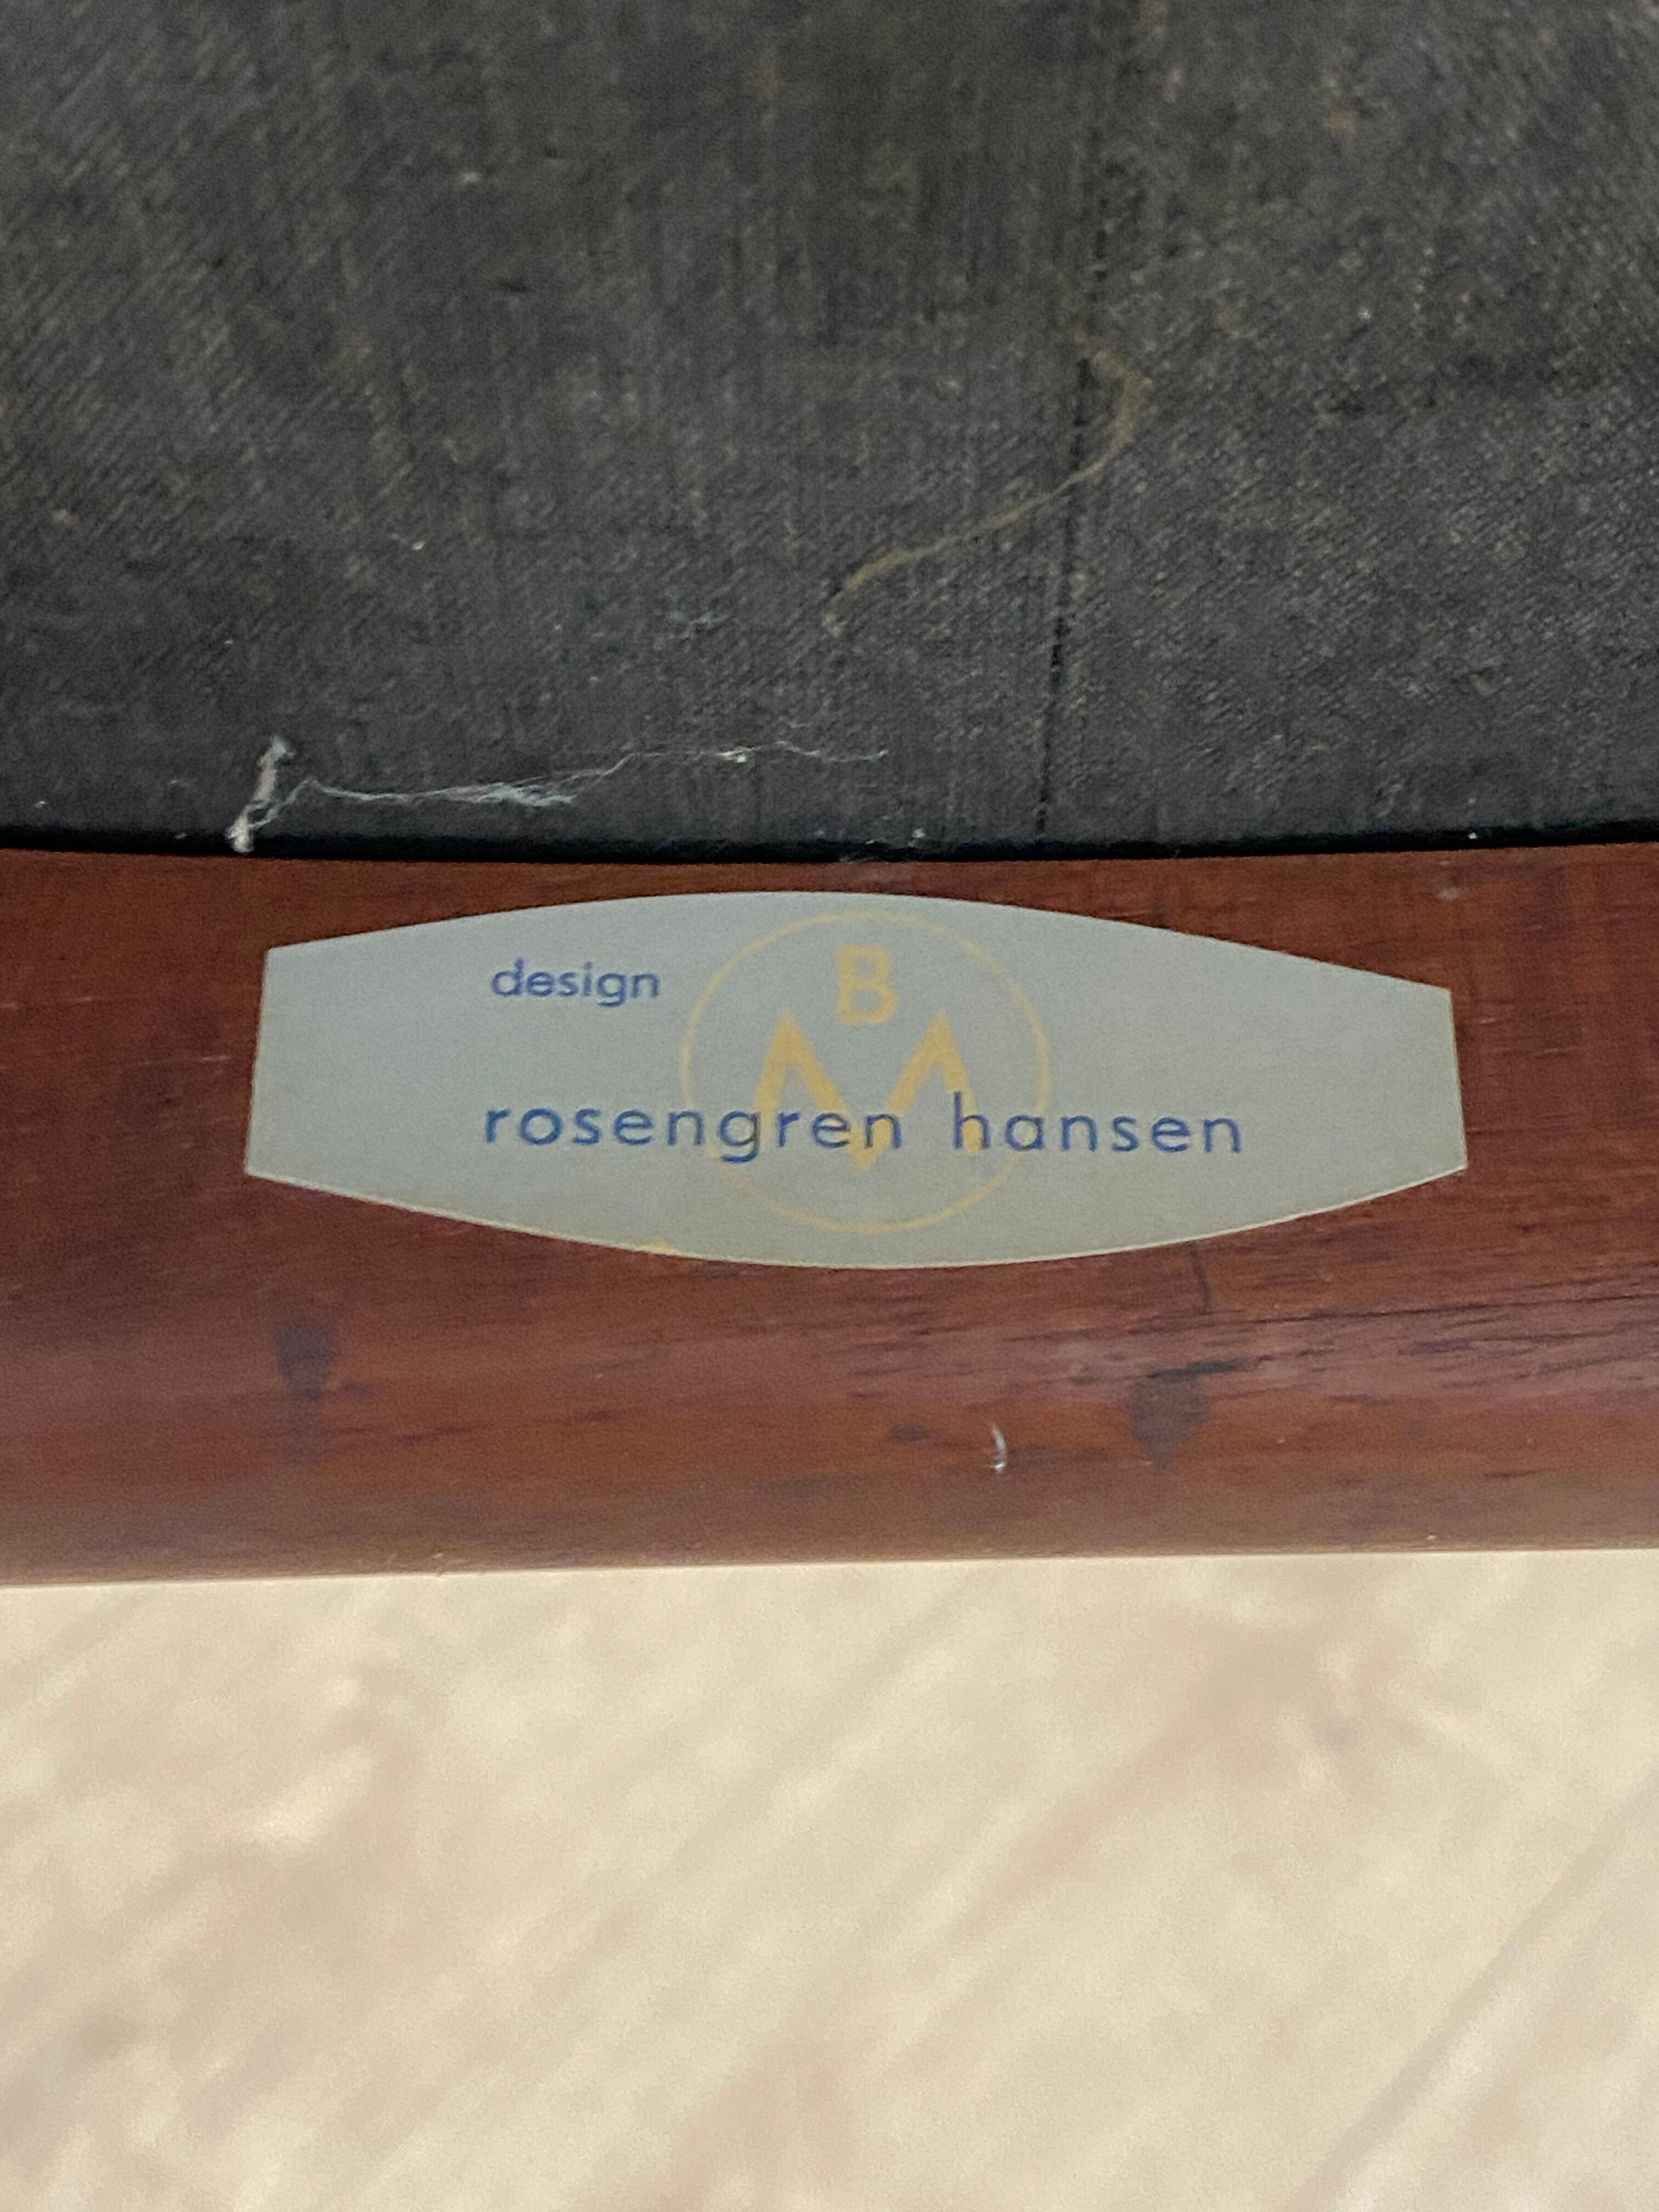 design
B
M
rosengren hansen